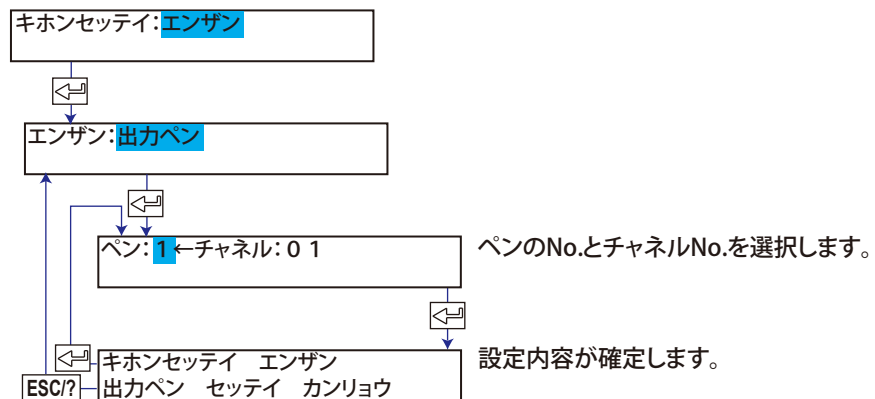 キホンセッテイ：エンザン
エンザン：出力ペン
ペン：１←チャネル：０１
ペンのNo.とチャネルNo.を選択します。
キホンセッテイ　エンザン
出力ペン　セッテイ　カンリョウ
設定内容が確定します。
ESC/?